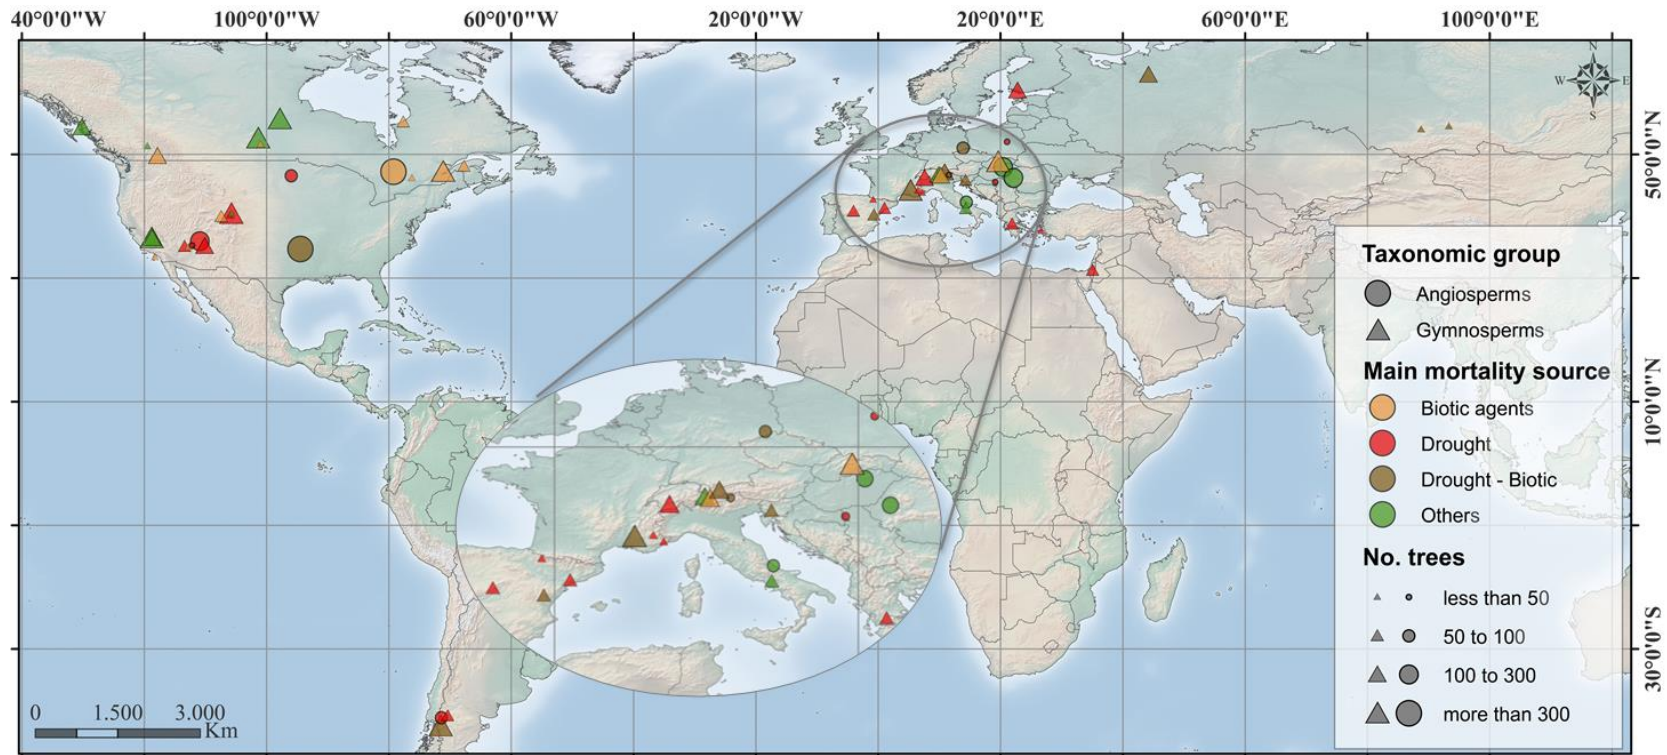 40°0'0"W 100°0'0"W 60°0'0"W 20°0'0"W 20°0'0"E 60°0'0"E 100°0'0"E
N
W E
S
50°0'0"N
10°0'0"N
30°0'0"S
Taxonomic group
Angiosperms
Gymnosperms
Main mortality source
Biotic agents
Drought
Drought - Biotic
Others
No. trees
less than 50
50 to 100
100 to 300
more than 300
0 1.500 3.000
Km